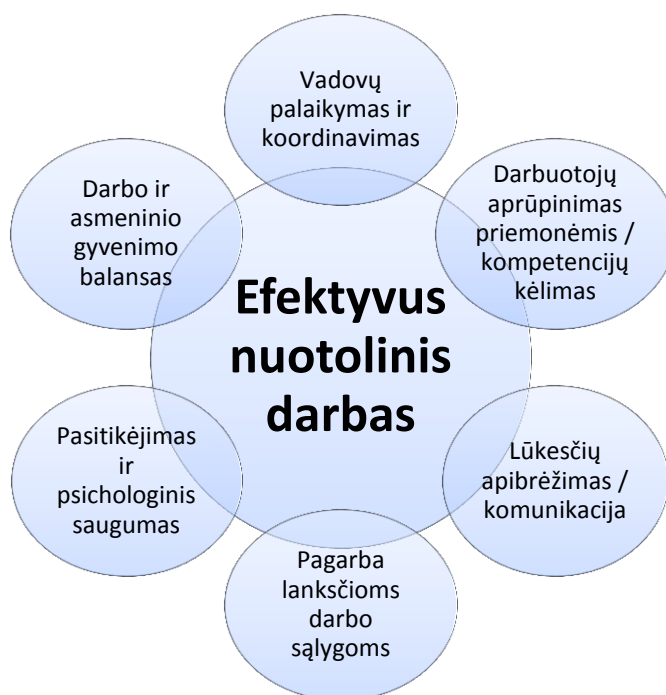 Vadovų
palaikymas ir
koordinavimas
Darbuotojų
aprūpinimas
priemonėmis /
kompetencijų
kėlimas
Lūkesčių
apibrėžimas /
komunikacija
Pagarba
lanksčioms
darbo
sąlygoms
Pasitikėjimas
ir
psichologinis
saugumas
Darbo ir
asmeninio
gyvenimo
balansas
Efektyvus
nuotolinis
darbas